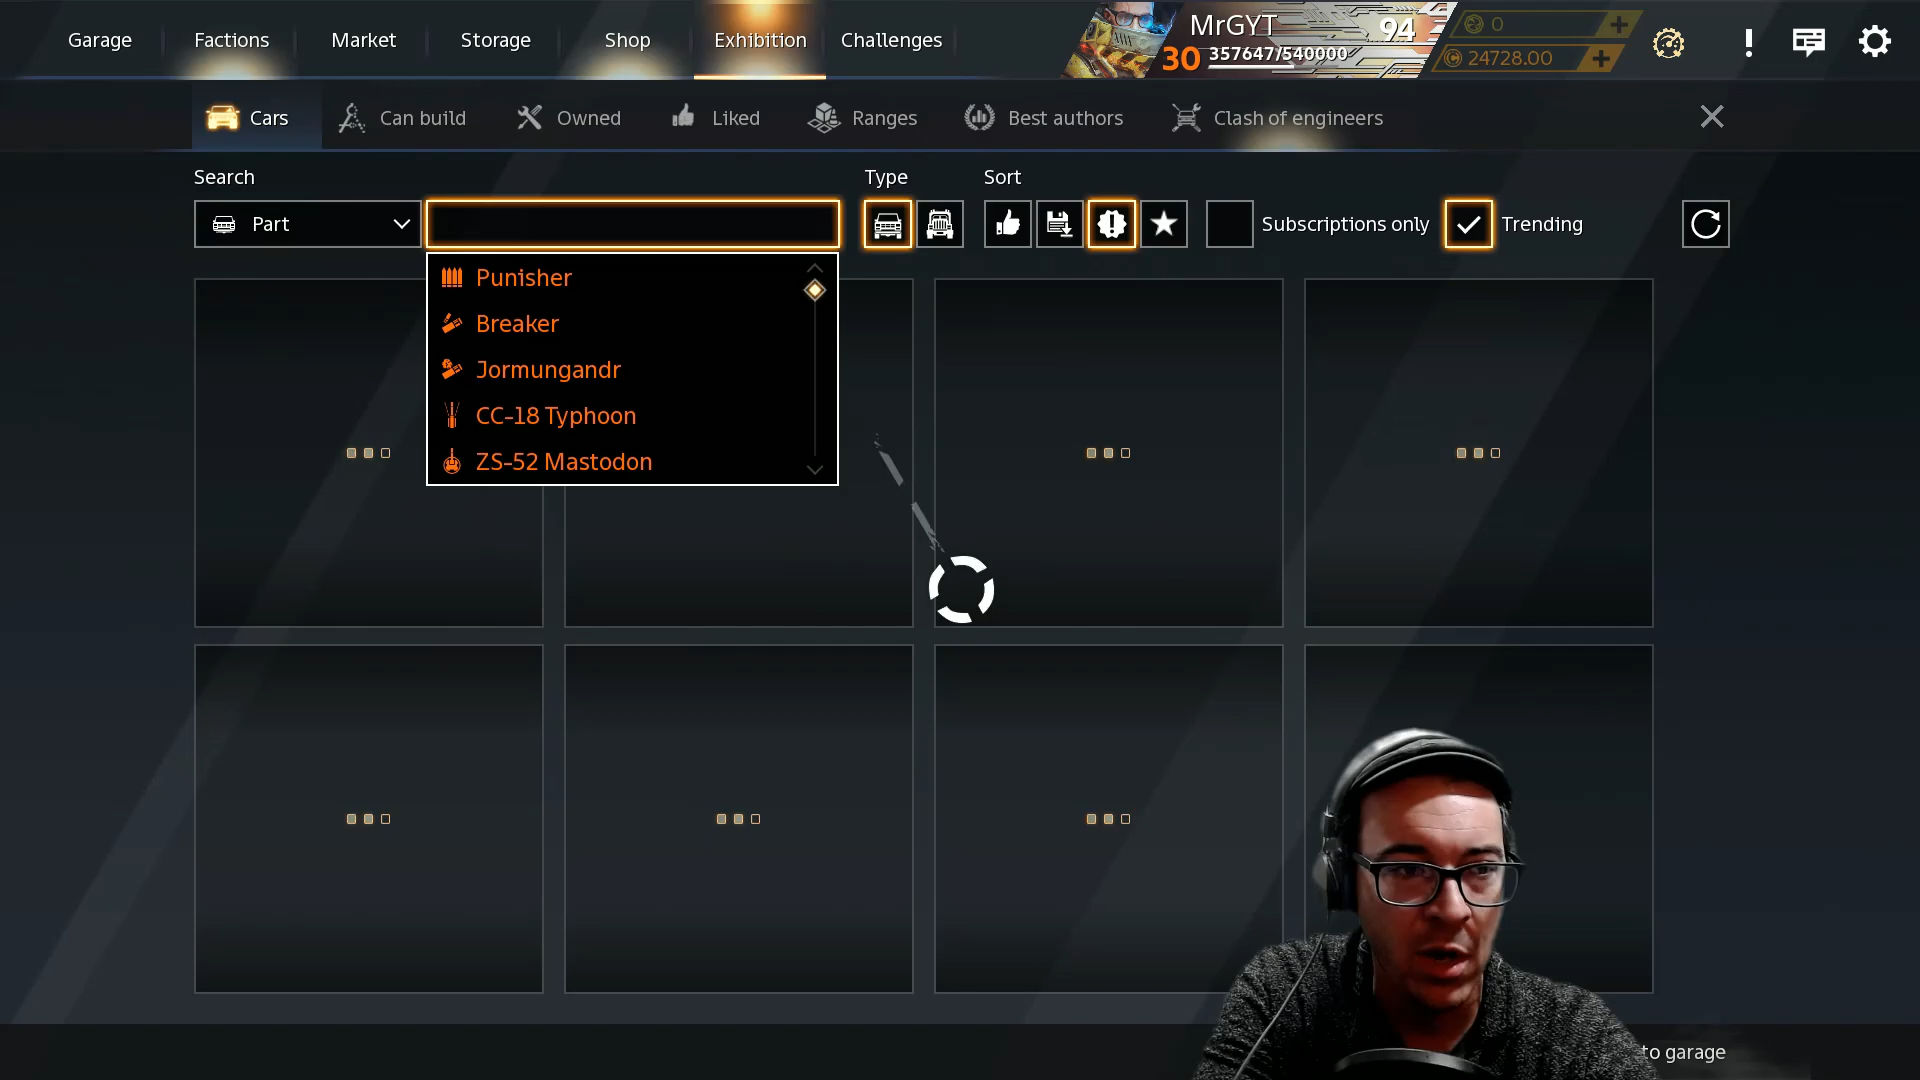 Garage Factions Market Storage Shop Exhibition Challenges
MrGYT 94
30 357647/540000
0
24728.00
Cars Can build Owned Liked Ranges Best authors Clash of engineers
Search Type Sort
Part Subscriptions only Trending
Punisher
Breaker
Jormungandr
CC-18 Typhoon
ZS-52 Mastodon
to garage